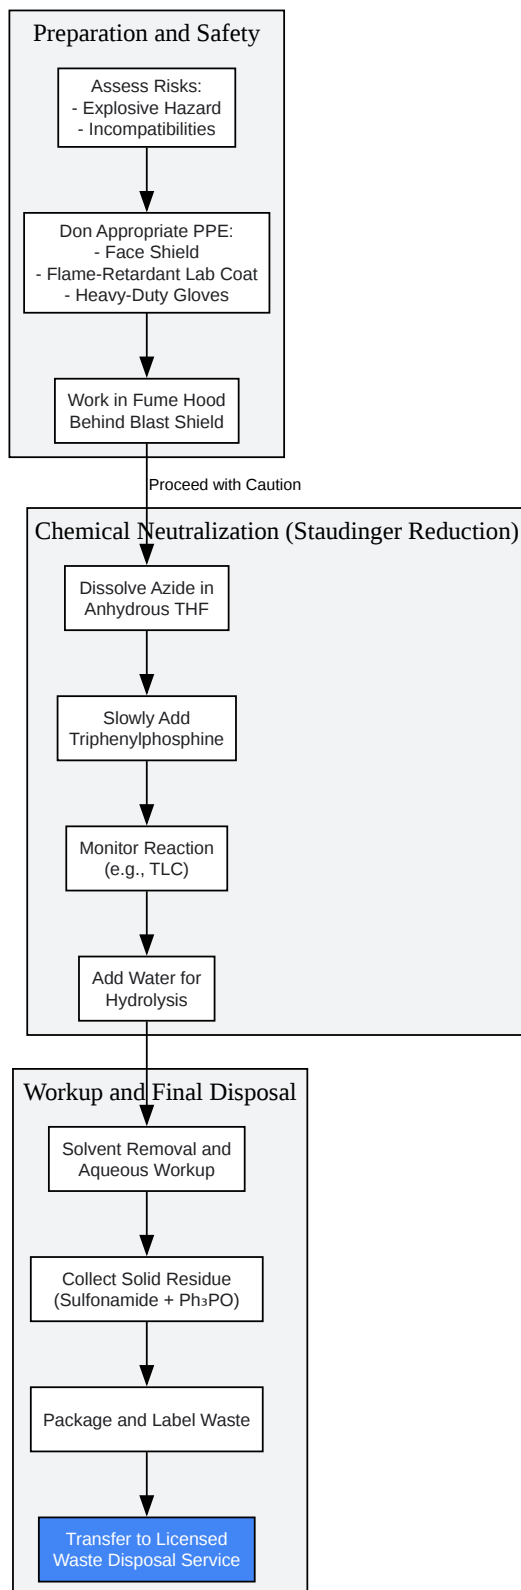 Preparation and Safety
Assess Risks:
- Explosive Hazard
- Incompatibilities
Don Appropriate PPE:
- Face Shield
- Flame-Retardant Lab Coat
- Heavy-Duty Gloves
Work in Fume Hood
Behind Blast Shield
Proceed with Caution
Chemical Neutralization (Staudinger Reduction)
Dissolve Azide in
Anhydrous THF
Slowly Add
Triphenylphosphine
Monitor Reaction
(e.g., TLC)
Add Water for
Hydrolysis
Workup and Final Disposal
Solvent Removal and
Aqueous Workup
Collect Solid Residue
(Sulfonamide + Ph₃PO)
Package and Label Waste
Transfer to Licensed
Waste Disposal Service